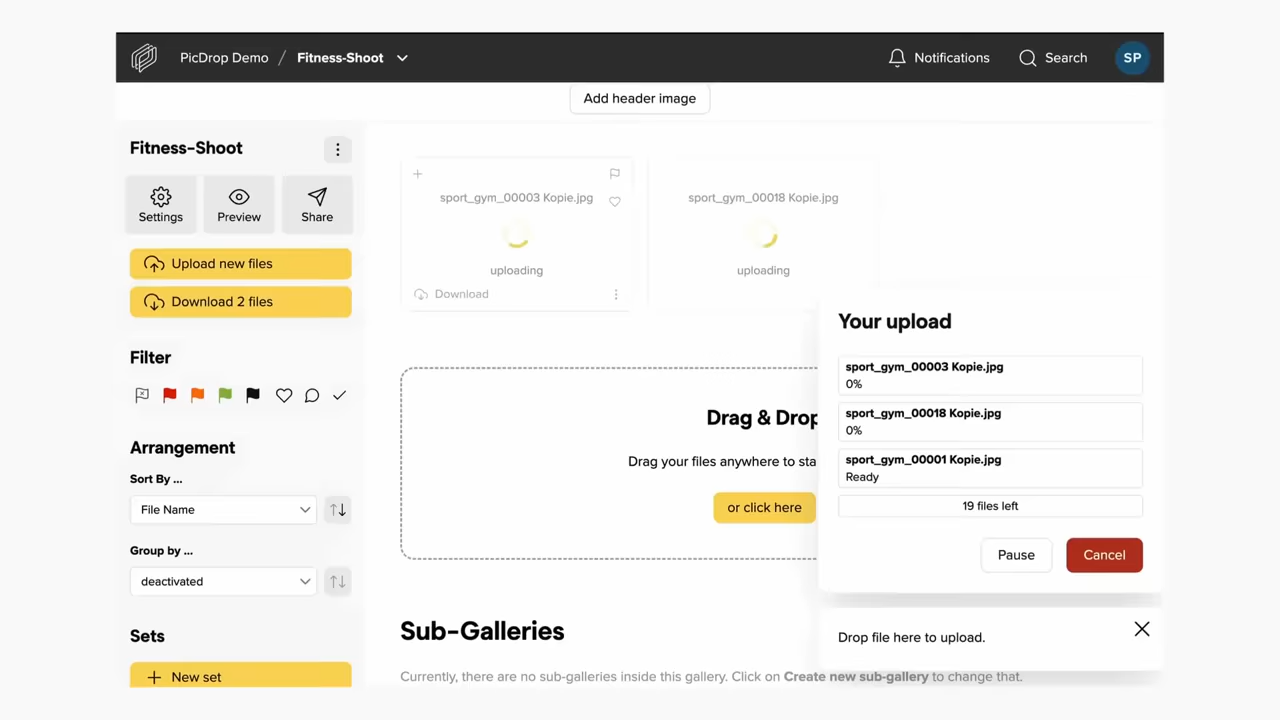 PicDrop Demo / Fitness-Shoot
Notifications
Search
SP
Add header image
Fitness-Shoot
Settings
Preview
Share
Upload new files
Download 2 files
Filter
Arrangement
Sort By ...
File Name
Group by ...
deactivated
Sets
New set
sport_gym_00003 Kopie.jpg
uploading
Download
sport_gym_00018 Kopie.jpg
uploading
Drag & Drop
Drag your files anywhere to sta
or click here
Sub-Galleries
Currently, there are no sub-galleries inside this gallery. Click on Create new sub-gallery to change that.
Your upload
sport_gym_00003 Kopie.jpg
0%
sport_gym_00018 Kopie.jpg
0%
sport_gym_00001 Kopie.jpg
Ready
19 files left
Pause
Cancel
Drop file here to upload.